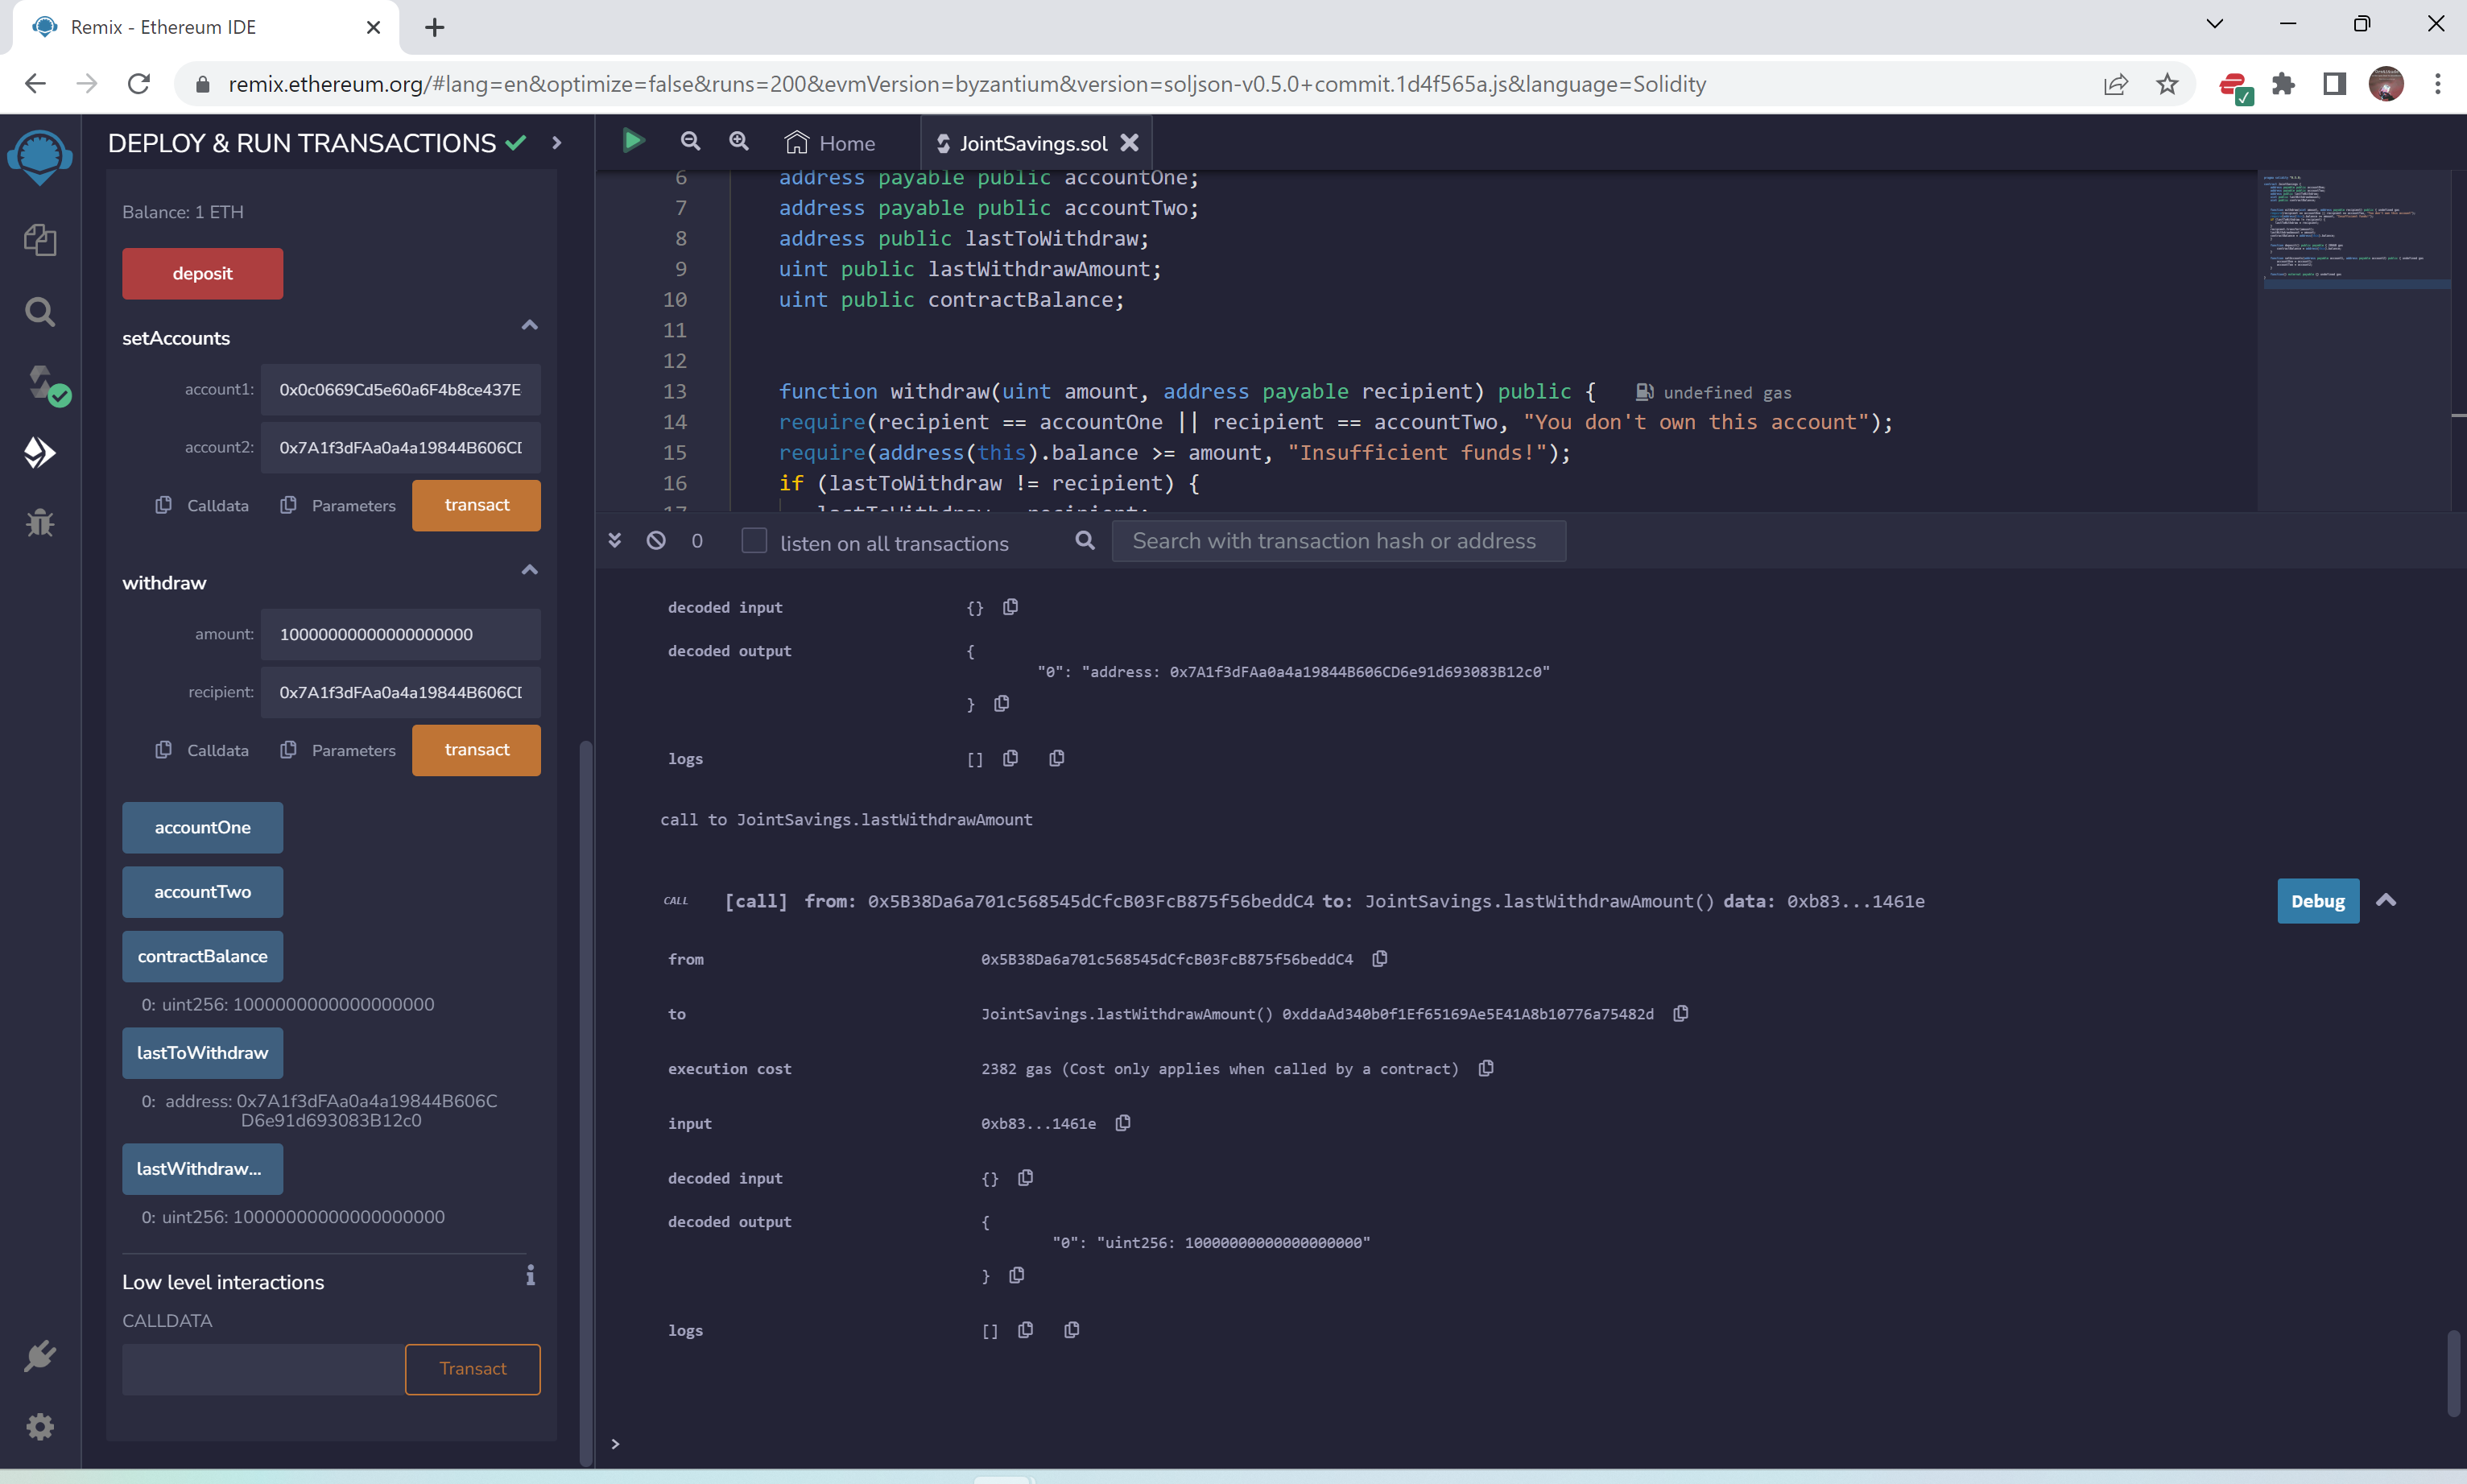 Remix - Ethereum IDE
remix.ethereum.org/#lang=en&optimize=false&runs=200&evmVersion=byzantium&version=soljson-v0.5.0+commit.1d4f565a.js&language=Solidity
DEPLOY & RUN TRANSACTIONS
Balance: 1 ETH
deposit
setAccounts
account1: 0x0c0669Cd5e60a6F4b8ce437E
account2: 0x7A1f3dFAa0a4a19844B606CD
Calldata Parameters transact
withdraw
amount: 10000000000000000000
recipient: 0x7A1f3dFAa0a4a19844B606CD
Calldata Parameters transact
accountOne
accountTwo
contractBalance
0: uint256: 1000000000000000000
lastToWithdraw
0: address: 0x7A1f3dFAa0a4a19844B606C
D6e91d693083B12c0
lastWithdraw...
0: uint256: 10000000000000000000
Low level interactions
CALLDATA
Transact
Home JointSavings.sol
6 address payable public accountOne;
7 address payable public accountTwo;
8 address public lastToWithdraw;
9 uint public lastWithdrawAmount;
10 uint public contractBalance;
11
12
13 function withdraw(uint amount, address payable recipient) public { undefined gas
14 require(recipient == accountOne || recipient == accountTwo, "You don't own this account");
15 require(address(this).balance >= amount, "Insufficient funds!");
16 if (lastToWithdraw != recipient) {
17 lastToWithdraw = recipient;
0 listen on all transactions Search with transaction hash or address
decoded input {}
decoded output {
"0": "address: 0x7A1f3dFAa0a4a19844B606CD6e91d693083B12c0"
}
logs []
call to JointSavings.lastWithdrawAmount
CALL [call] from: 0x5B38Da6a701c568545dCfcB03FcB875f56beddC4 to: JointSavings.lastWithdrawAmount() data: 0xb83...1461e Debug
from 0x5B38Da6a701c568545dCfcB03FcB875f56beddC4
to JointSavings.lastWithdrawAmount() 0xddaAd340b0f1Ef65169Ae5E41A8b10776a75482d
execution cost 2382 gas (Cost only applies when called by a contract)
input 0xb83...1461e
decoded input {}
decoded output {
"0": "uint256: 10000000000000000000"
}
logs []
>